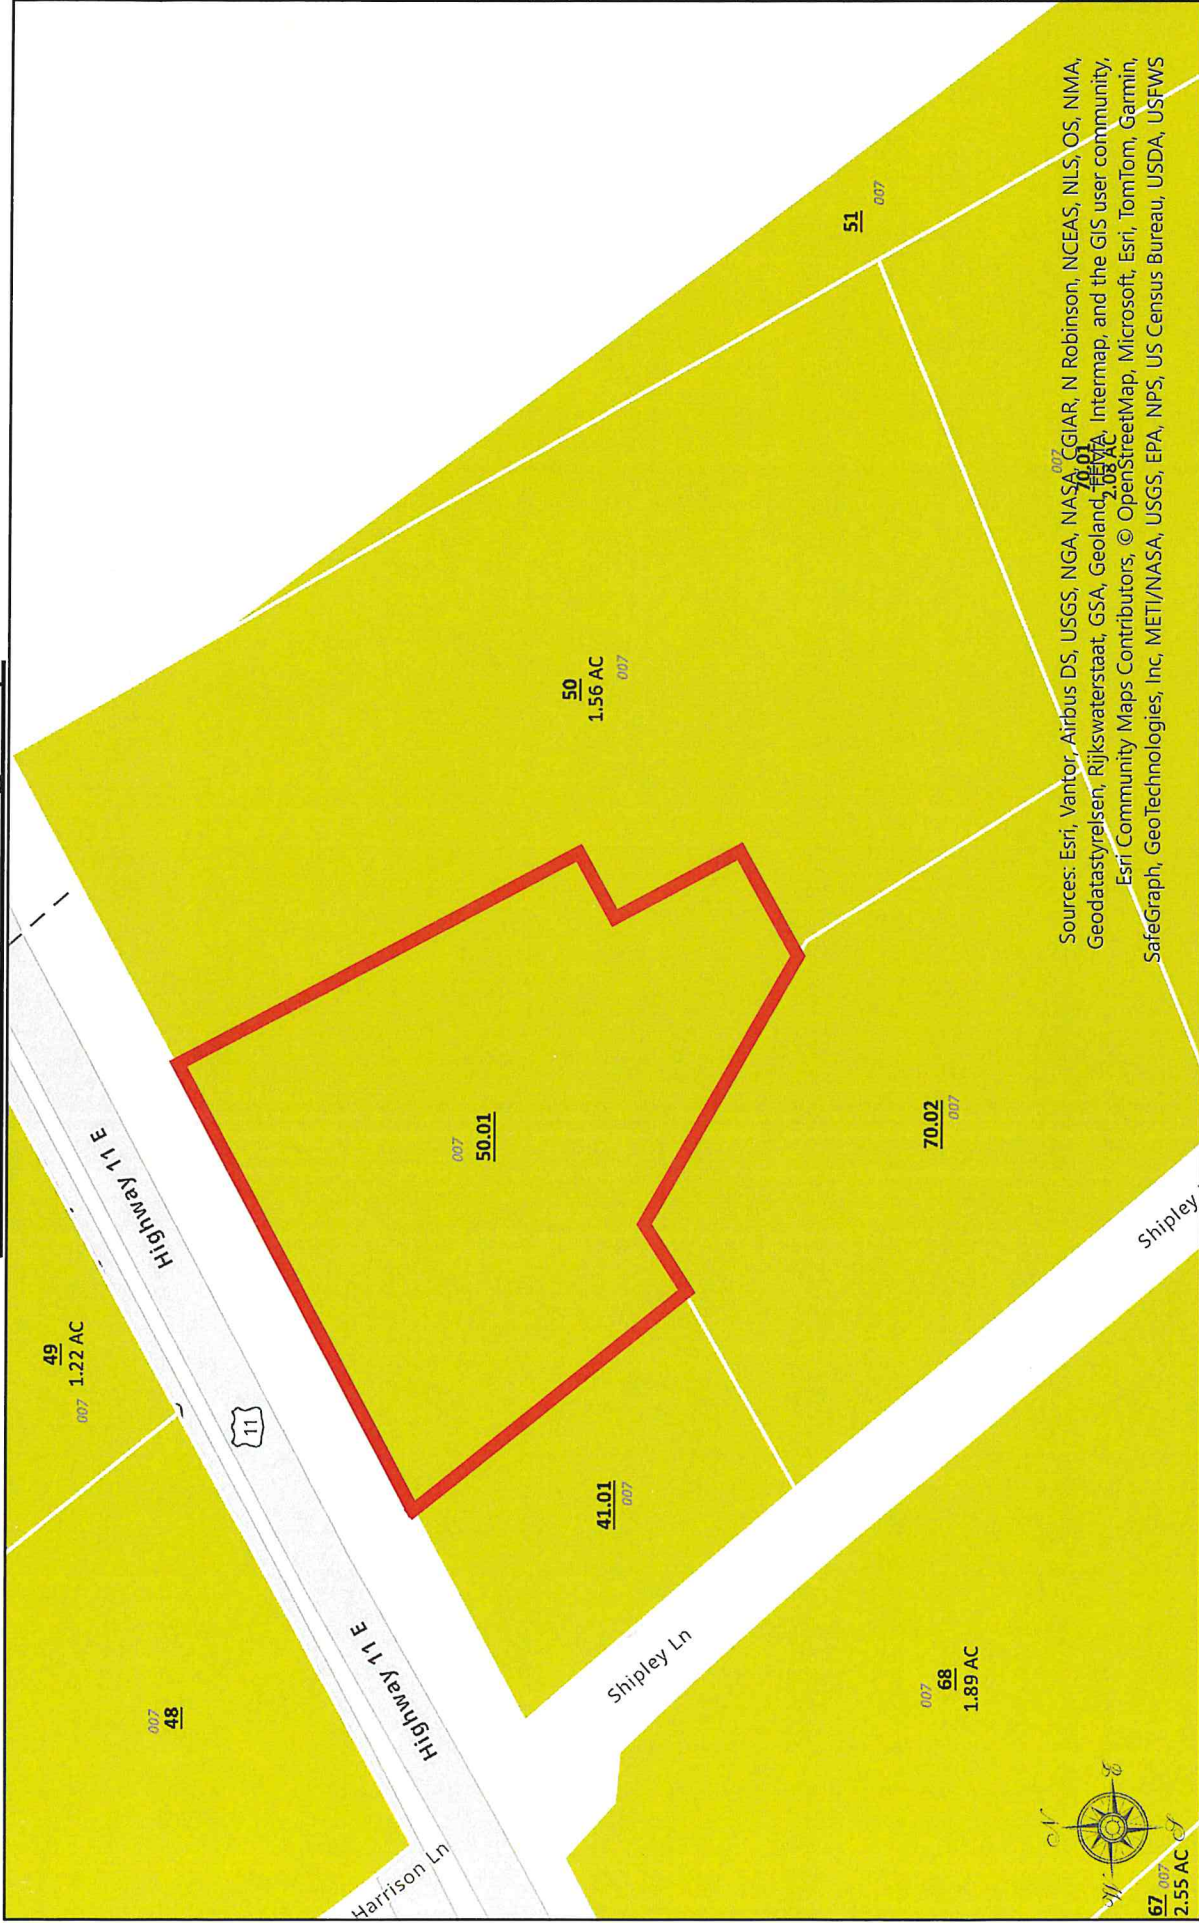 49
007 1.22 AC
Highway 11 E
11
007
48
Highway 11 E
Harrison Ln
007
50.01
50
1.56 AC
007
51
007
41.01
007
70.02
007
Shipley Ln
Shipley
007
68
1.89 AC
007
70.01
2.08 AC
Sources: Esri, Vantor, Airbus DS, USGS, NGA, NASA, CGIAR, N Robinson, NCEAS, NLS, OS, NMA,
Geodatastyrelsen, Rijkswaterstaat, GSA, Geoland, FEMA, Intermap, and the GIS user community,
Esri Community Maps Contributors, © OpenStreetMap, Microsoft, Esri, TomTom, Garmin,
SafeGraph, GeoTechnologies, Inc, METI/NASA, USGS, EPA, NPS, US Census Bureau, USDA, USFWS
N
W
E
S
67 007
2.55 AC